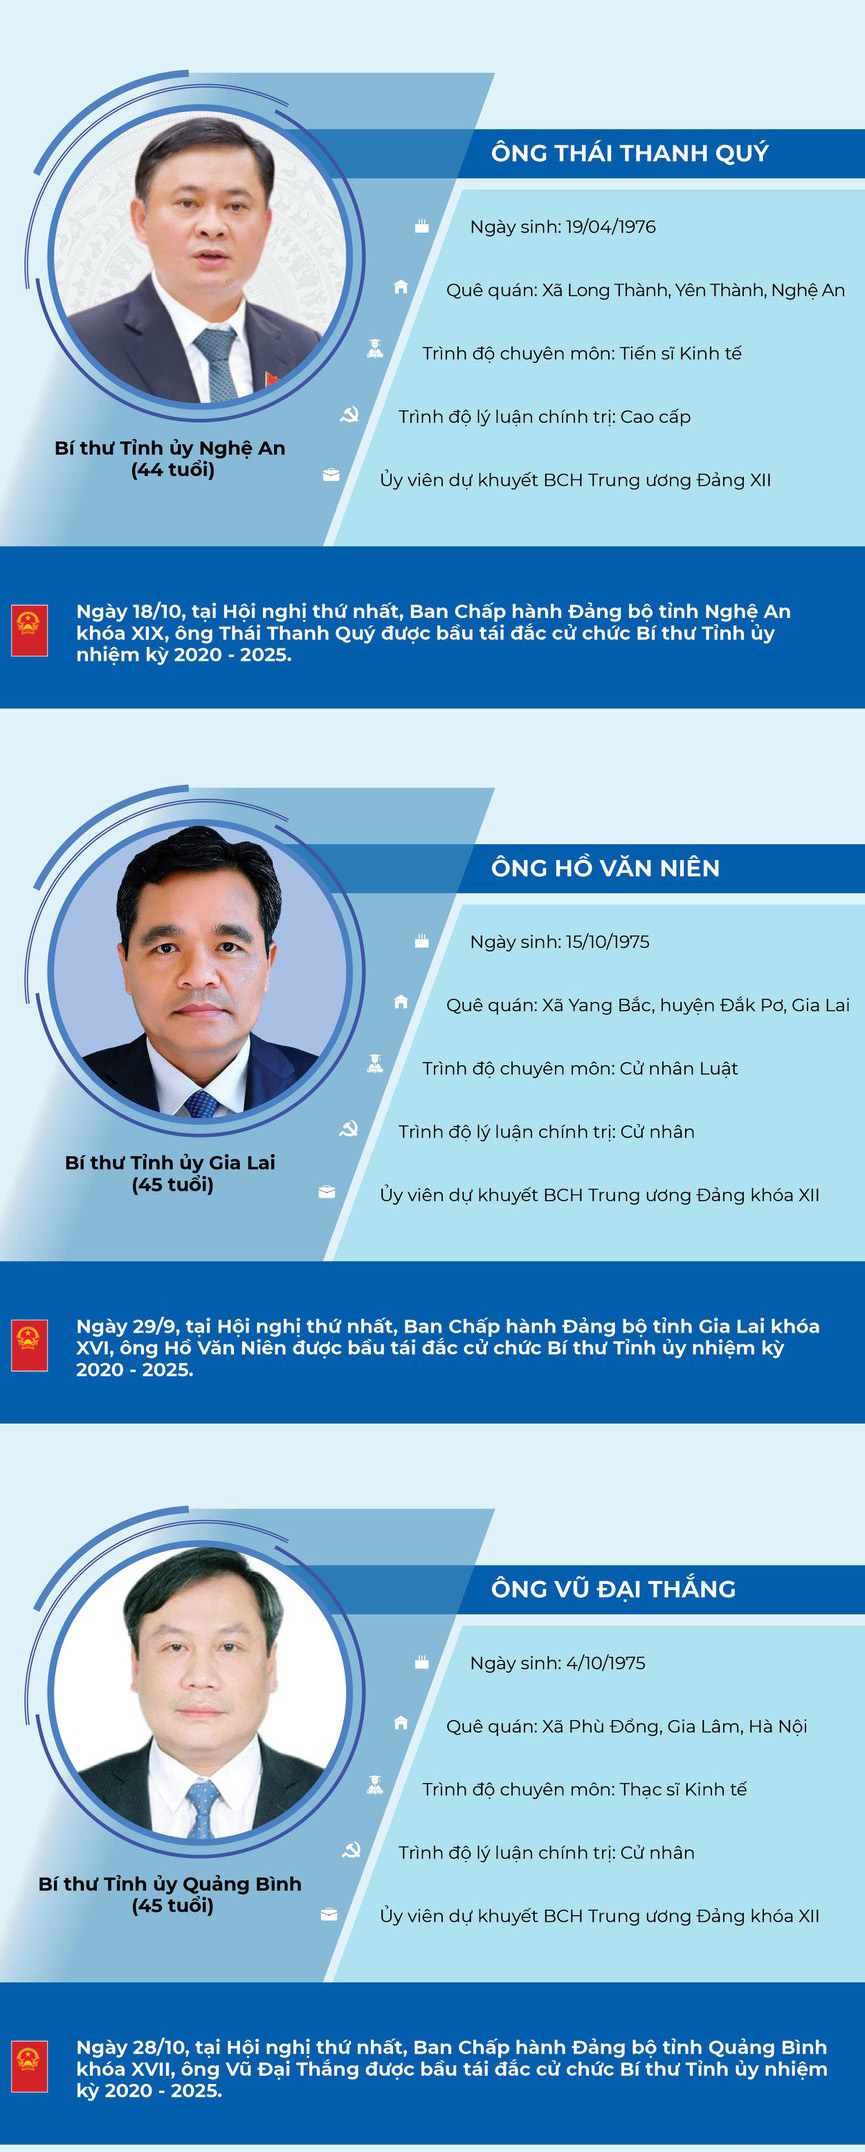 ÔNG THÁI THANH QUÝ
Ngày sinh: 19/04/1976
Quê quán: Xã Long Thành, Yên Thành, Nghệ An
Trình độ chuyên môn: Tiến sĩ Kinh tế
Trình độ lý luận chính trị: Cao cấp
Ủy viên dự khuyết BCH Trung ương Đảng XII
Bí thư Tỉnh ủy Nghệ An
(44 tuổi)
Ngày 18/10, tại Hội nghị thứ nhất, Ban Chấp hành Đảng bộ tỉnh Nghệ An
khóa XIX, ông Thái Thanh Quý được bầu tái đắc cử chức Bí thư Tỉnh ủy
nhiệm kỳ 2020 - 2025.
ÔNG HỒ VĂN NIÊN
Ngày sinh: 15/10/1975
Quê quán: Xã Yang Bắc, huyện Đắk Pơ, Gia Lai
Trình độ chuyên môn: Cử nhân Luật
Trình độ lý luận chính trị: Cử nhân
Ủy viên dự khuyết BCH Trung ương Đảng khóa XII
Bí thư Tỉnh ủy Gia Lai
(45 tuổi)
Ngày 29/9, tại Hội nghị thứ nhất, Ban Chấp hành Đảng bộ tỉnh Gia Lai khóa
XVI, ông Hồ Văn Niên được bầu tái đắc cử chức Bí thư Tỉnh ủy nhiệm kỳ
2020 - 2025.
ÔNG VŨ ĐẠI THẮNG
Ngày sinh: 4/10/1975
Quê quán: Xã Phù Đổng, Gia Lâm, Hà Nội
Trình độ chuyên môn: Thạc sĩ Kinh tế
Trình độ lý luận chính trị: Cử nhân
Ủy viên dự khuyết BCH Trung ương Đảng khóa XII
Bí thư Tỉnh ủy Quảng Bình
(45 tuổi)
Ngày 28/10, tại Hội nghị thứ nhất, Ban Chấp hành Đảng bộ tỉnh Quảng Bình
khóa XVII, ông Vũ Đại Thắng được bầu tái đắc cử chức Bí thư Tỉnh ủy nhiệm
kỳ 2020 - 2025.